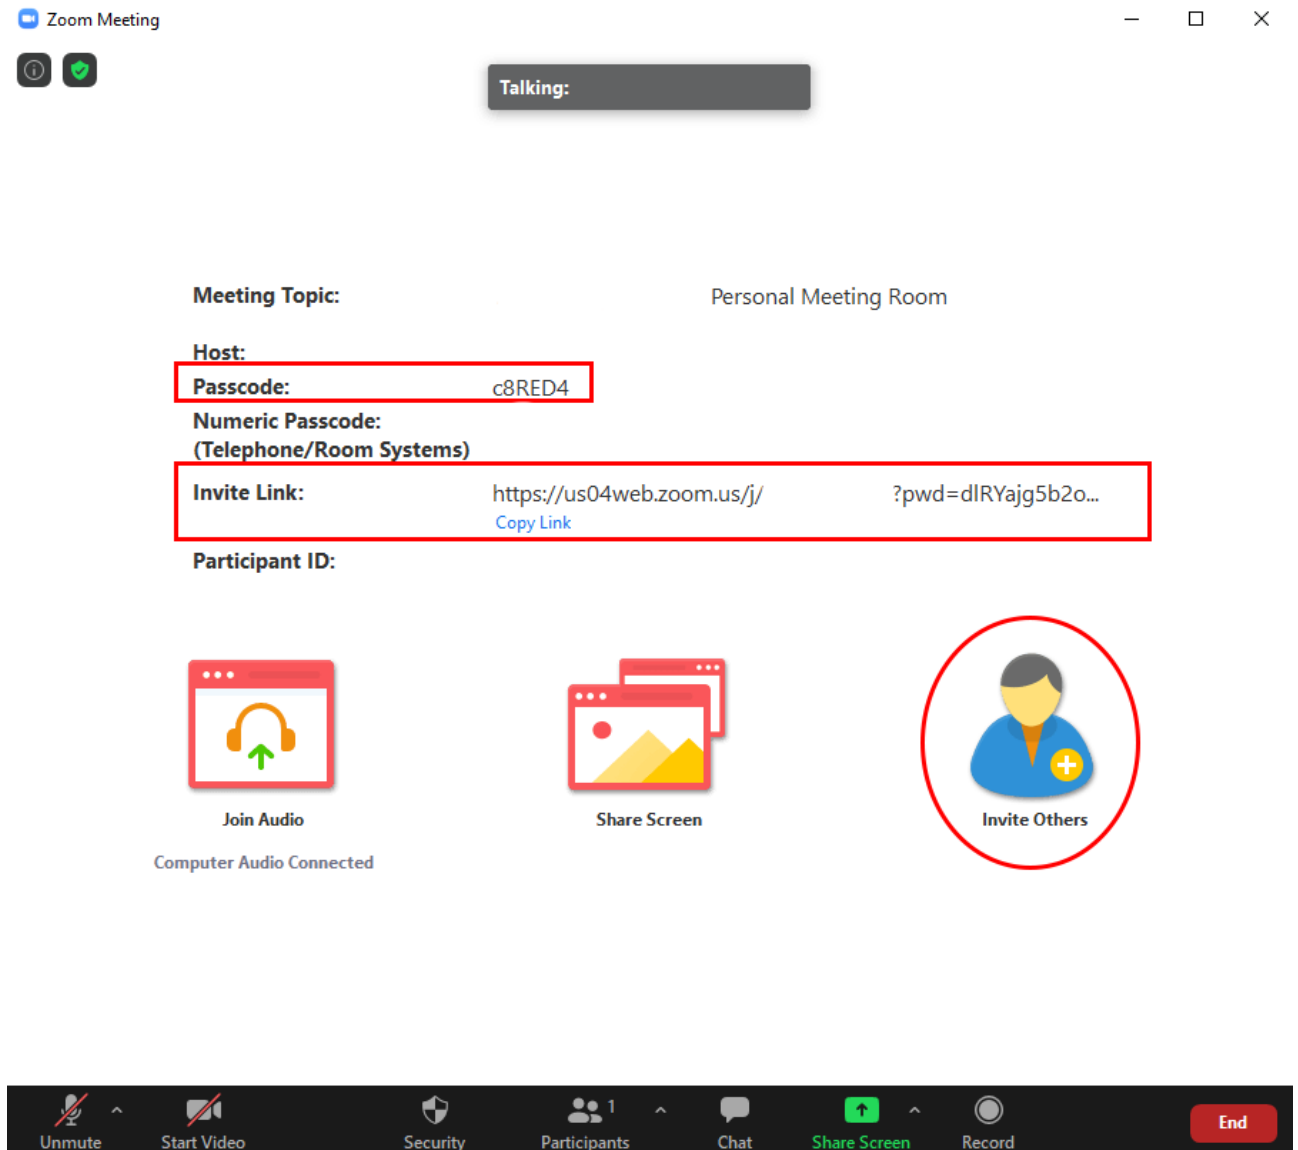 Zoom Meeting
Talking:
Meeting Topic: Personal Meeting Room
Host:
Passcode: c8RED4
Numeric Passcode:
(Telephone/Room Systems)
Invite Link: https://us04web.zoom.us/j/ ?pwd=dlRYajg5b2o...
Copy Link
Participant ID:
Join Audio Share Screen Invite Others
Computer Audio Connected
1
Unmute Start Video Security Participants Chat Share Screen Record End